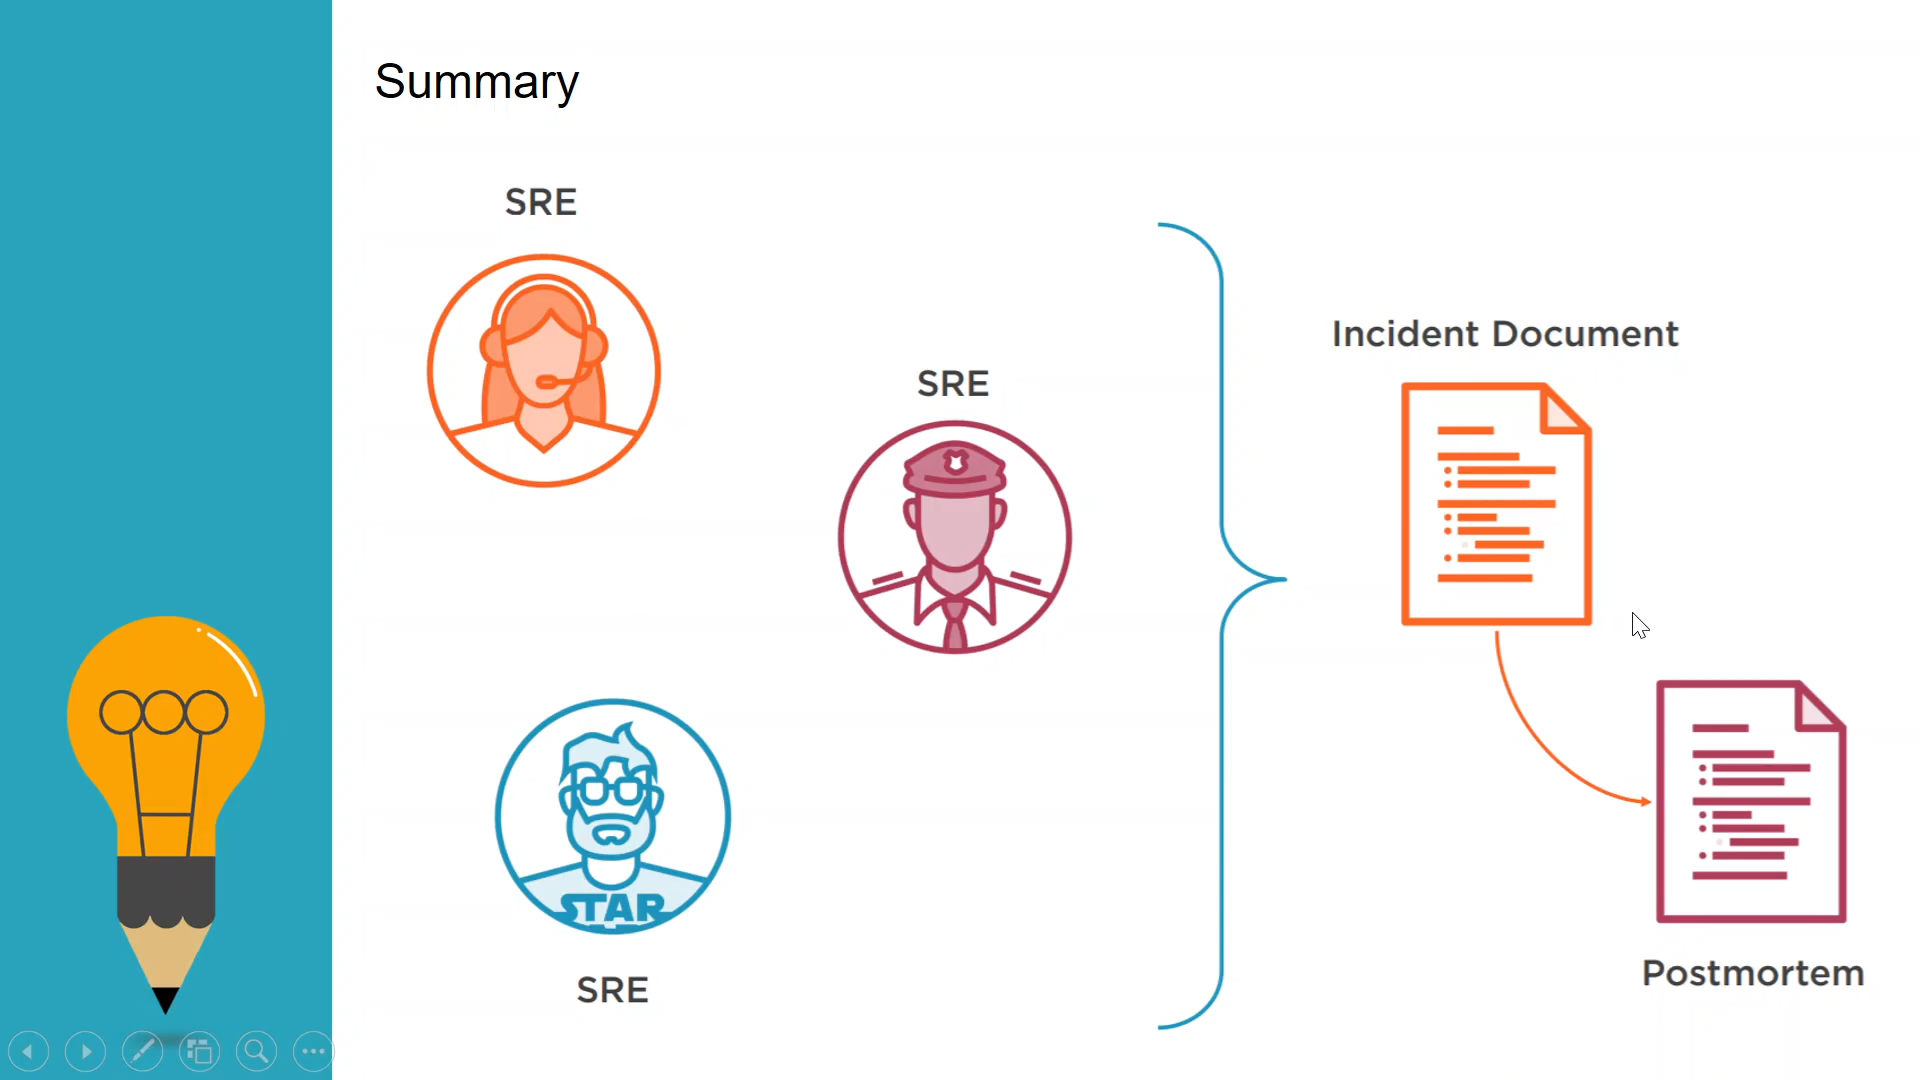 Summary
SRE
SRE
Incident Document
STAR
SRE
Postmortem